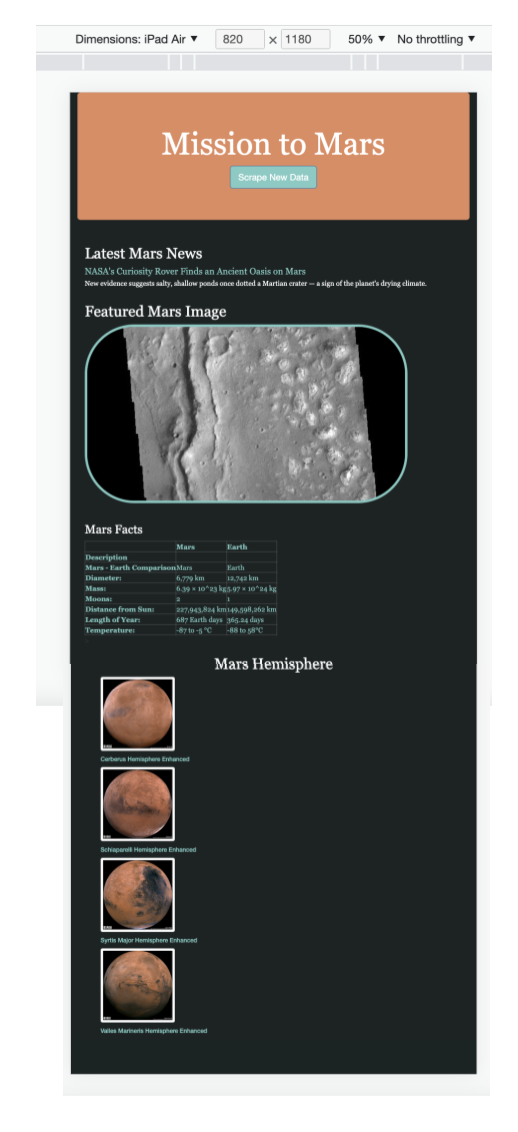 Dimensions: iPad Air ▼ 820 × 1180 50% ▼ No throttling ▼
Mission to Mars
Scrape New Data
Latest Mars News
NASA's Curiosity Rover Finds an Ancient Oasis on Mars
New evidence suggests salty, shallow ponds once dotted a Martian crater — a sign of the planet's drying climate.
Featured Mars Image
Mars Facts
Mars Earth
Description
Mars - Earth Comparison Mars Earth
Diameter: 6,779 km 12,742 km
Mass: 6.39 × 10^23 kg 5.97 × 10^24 kg
Moons: 2 1
Distance from Sun: 227,943,824 km 149,598,262 km
Length of Year: 687 Earth days 365.24 days
Temperature: -87 to -5 °C -88 to 58°C
Mars Hemisphere
Cerberus Hemisphere Enhanced
Schiaparelli Hemisphere Enhanced
Syrtis Major Hemisphere Enhanced
Valles Marineris Hemisphere Enhanced